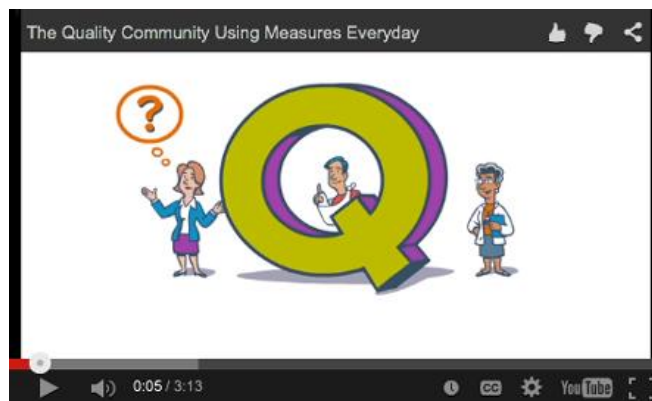 The Quality Community Using Measures Everyday
?
Q
0:05 / 3:13
CC
YouTube